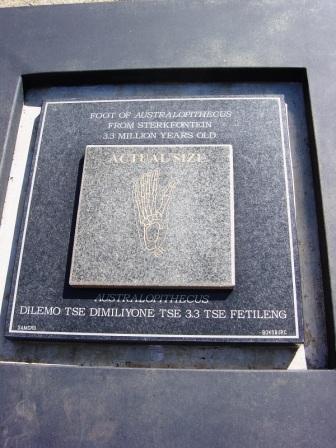 FOOT OF AUSTRALOPITHECUS
FROM STERKFONTEIN
3.3 MILLION YEARS OLD
ACTUAL SIZE
AUSTRALOPITHECUS
DILEMO TSE DIMILIYONE TSE 3.3 TSE FETILENG
BOKSBURG